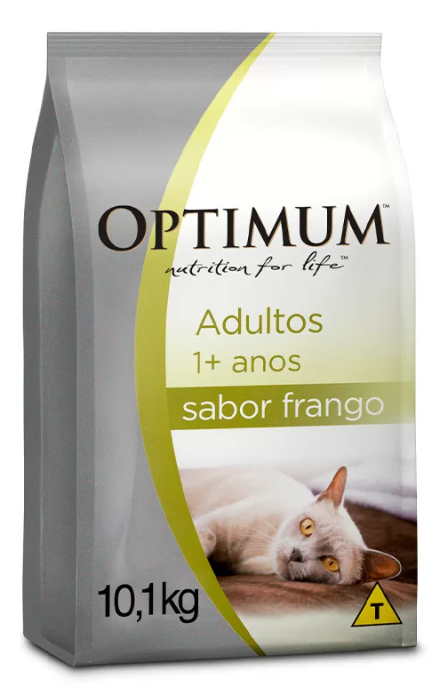 OPTIMUM™
nutrition for life™
Adultos
1+ anos
sabor frango
10,1kg
T